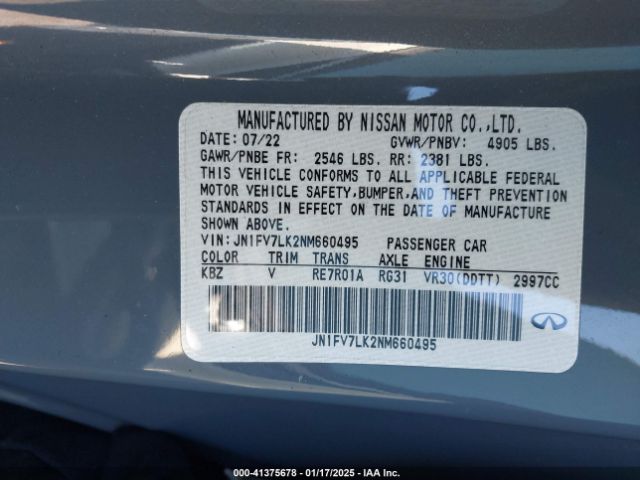 MANUFACTURED BY NISSAN MOTOR CO.,LTD.
DATE: 07/22 GVWR/PNBV: 4905 LBS.
GAWR/PNBE FR: 2546 LBS. RR: 2381 LBS.
THIS VEHICLE CONFORMS TO ALL APPLICABLE FEDERAL
MOTOR VEHICLE SAFETY,BUMPER,AND THEFT PREVENTION
STANDARDS IN EFFECT ON THE DATE OF MANUFACTURE
SHOWN ABOVE.
VIN: JN1FV7LK2NM660495 PASSENGER CAR
COLOR TRIM TRANS AXLE ENGINE
KBZ V RE7R01A RG31 VR30(DDTT) 2997CC
JN1FV7LK2NM660495
INFINITI
000-41375678 - 01/17/2025 - IAA Inc.